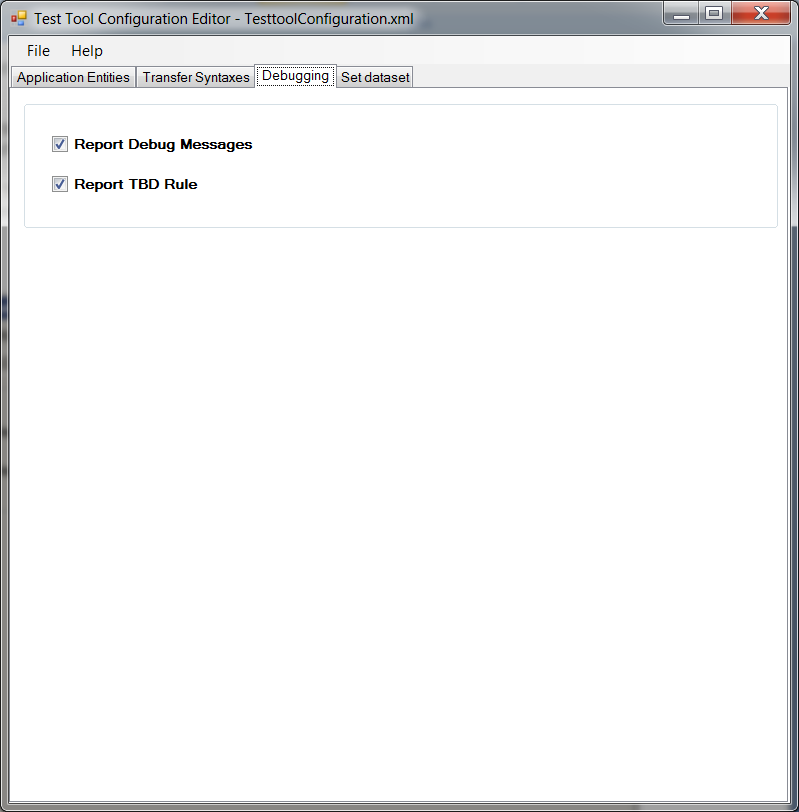 Test Tool Configuration Editor - TesttoolConfiguration.xml
File Help
Application Entities Transfer Syntaxes Debugging Set dataset
Report Debug Messages
Report TBD Rule